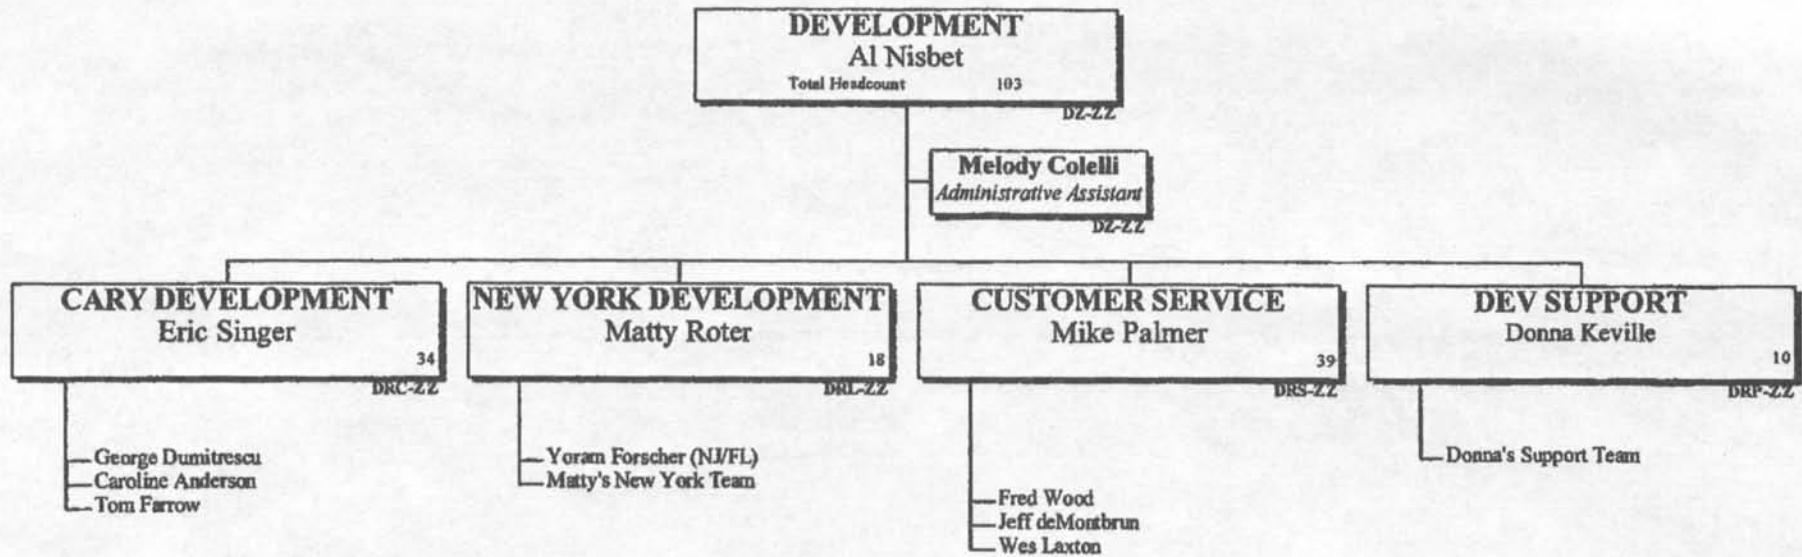 DEVELOPMENT
Al Nisbet
Total Headcount 103
DZ-ZZ
Melody Colelli
Administrative Assistant
DZ-ZZ
CARY DEVELOPMENT
Eric Singer
34
DRC-ZZ
George Dumitrescu
Caroline Anderson
Tom Farrow
NEW YORK DEVELOPMENT
Matty Roter
18
DRL-ZZ
Yoram Forscher (NJ/FL)
Matty's New York Team
CUSTOMER SERVICE
Mike Palmer
39
DRS-ZZ
Fred Wood
Jeff deMontbrun
Wes Laxton
DEV SUPPORT
Donna Keville
10
DRP-ZZ
Donna's Support Team